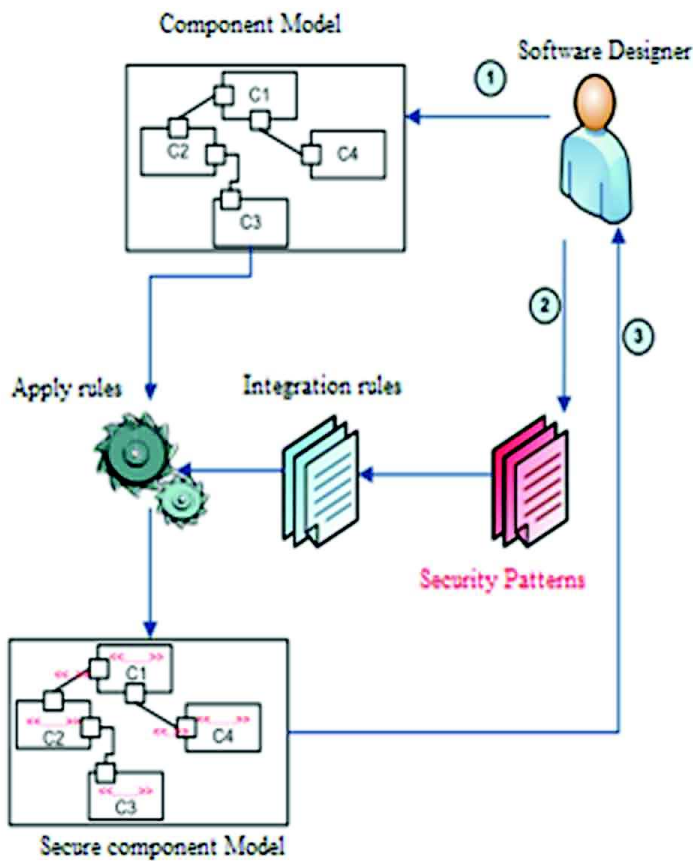 Component Model
Software Designer
1
C1
C2
C4
C3
2
3
Apply rules
Integration rules
Security Patterns
<<.....>>
<<..>>
C1
<<.....>>
C2
<<.....>>
<<..>>
C4
<<.....>>
C3
Secure component Model